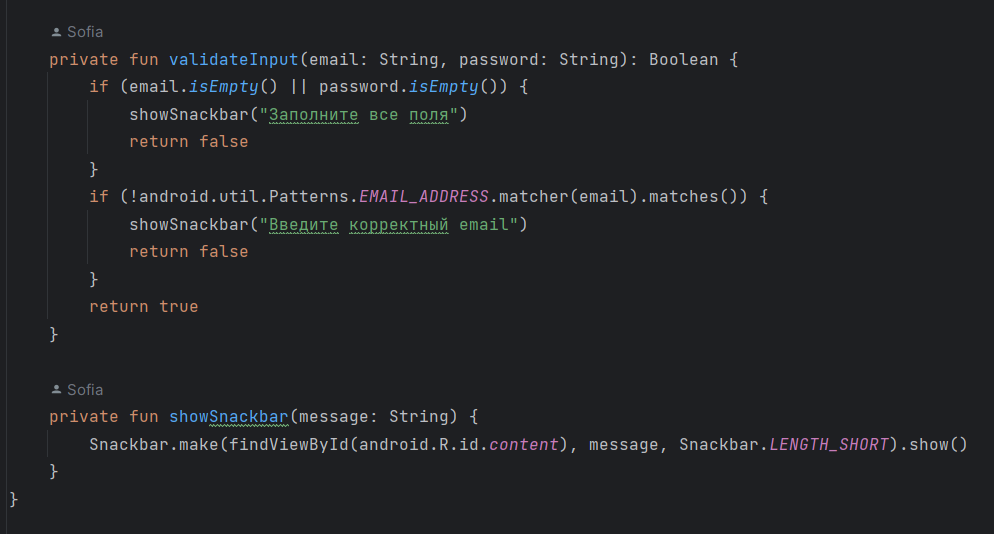 Sofia
private fun validateInput(email: String, password: String): Boolean {
if (email.isEmpty() || password.isEmpty()) {
showSnackbar("Заполните все поля")
return false
}
if (!android.util.Patterns.EMAIL_ADDRESS.matcher(email).matches()) {
showSnackbar("Введите корректный email")
return false
}
return true
}
Sofia
private fun showSnackbar(message: String) {
Snackbar.make(findViewById(android.R.id.content), message, Snackbar.LENGTH_SHORT).show()
}
}